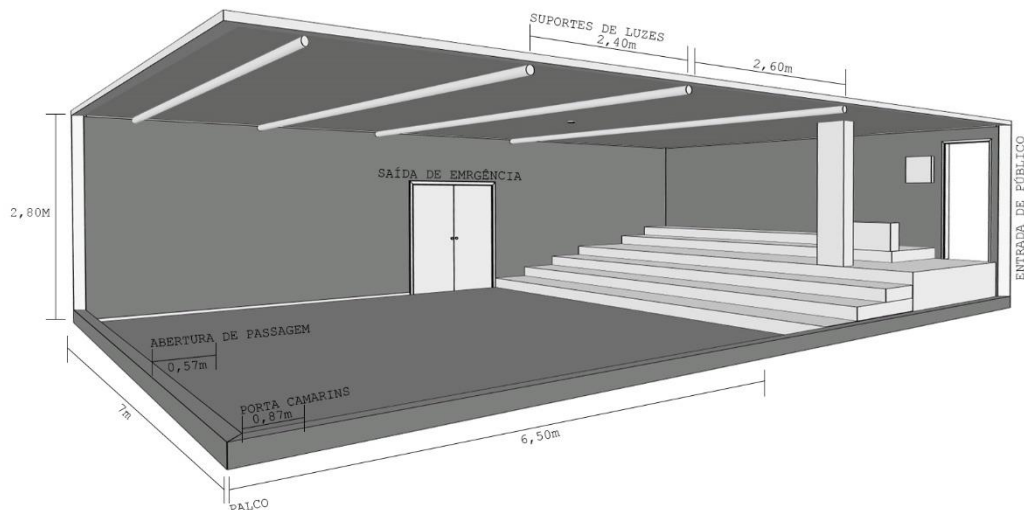 SUPORTES DE LUZES
2,40m
2,60m
SAÍDA DE EMRGÊNCIA
ENTRADA DE PÚBLICO
2,80M
ABERTURA DE PASSAGEM
0,57m
PORTA CAMARINS
0,87m
7m
6,50m
PALCO